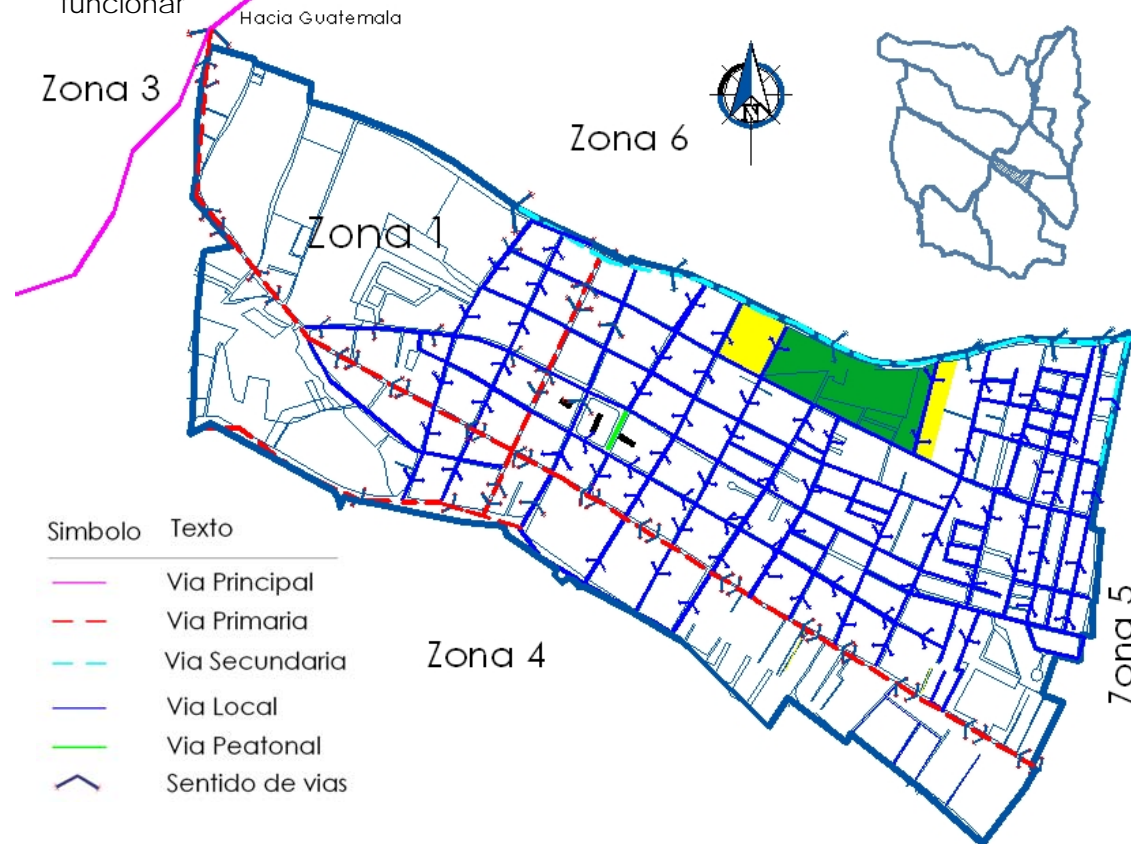 funcionar
Hacia Guatemala
Zona 3
Zona 6
N
Zona 1
Simbolo Texto
Via Principal
Via Primaria
Via Secundaria
Via Local
Via Peatonal
Sentido de vias
Zona 4
Zona 5